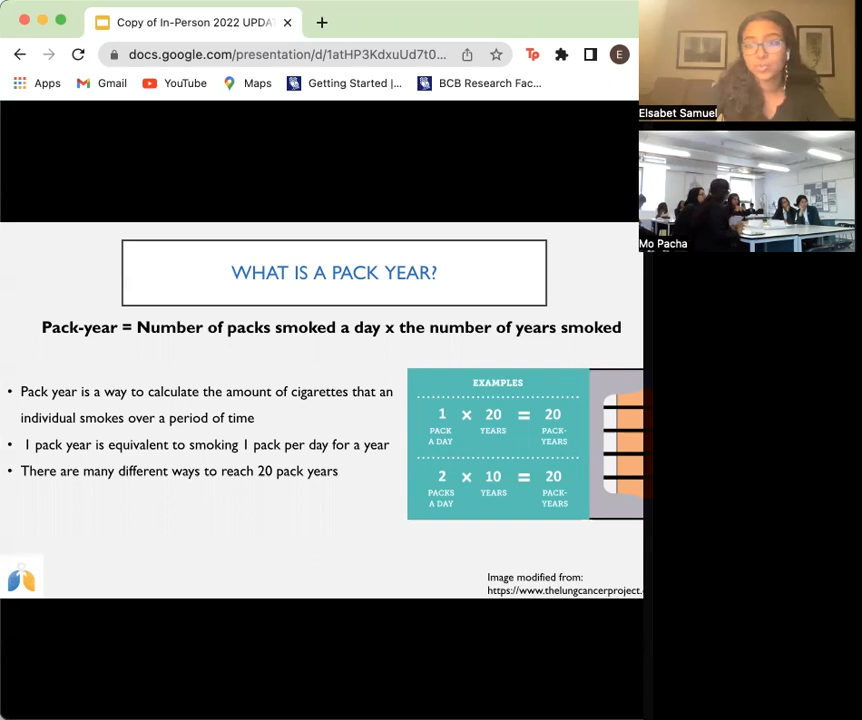 Copy of In-Person 2022 UPDA
docs.google.com/presentation/d/1atHP3KdxuUd7t0...
Tp
E
Apps
Gmail
YouTube
Maps
Getting Started |...
BCB Research Fac...
Elsabet Samuel
Mo Pacha
WHAT IS A PACK YEAR?
Pack-year = Number of packs smoked a day x the number of years smoked
• Pack year is a way to calculate the amount of cigarettes that an
individual smokes over a period of time
• 1 pack year is equivalent to smoking 1 pack per day for a year
• There are many different ways to reach 20 pack years
EXAMPLES
1 × 20 = 20
PACK YEARS PACK-
A DAY YEARS
2 × 10 = 20
PACKS YEARS PACK-
A DAY YEARS
Image modified from:
https://www.thelungcancerproject.